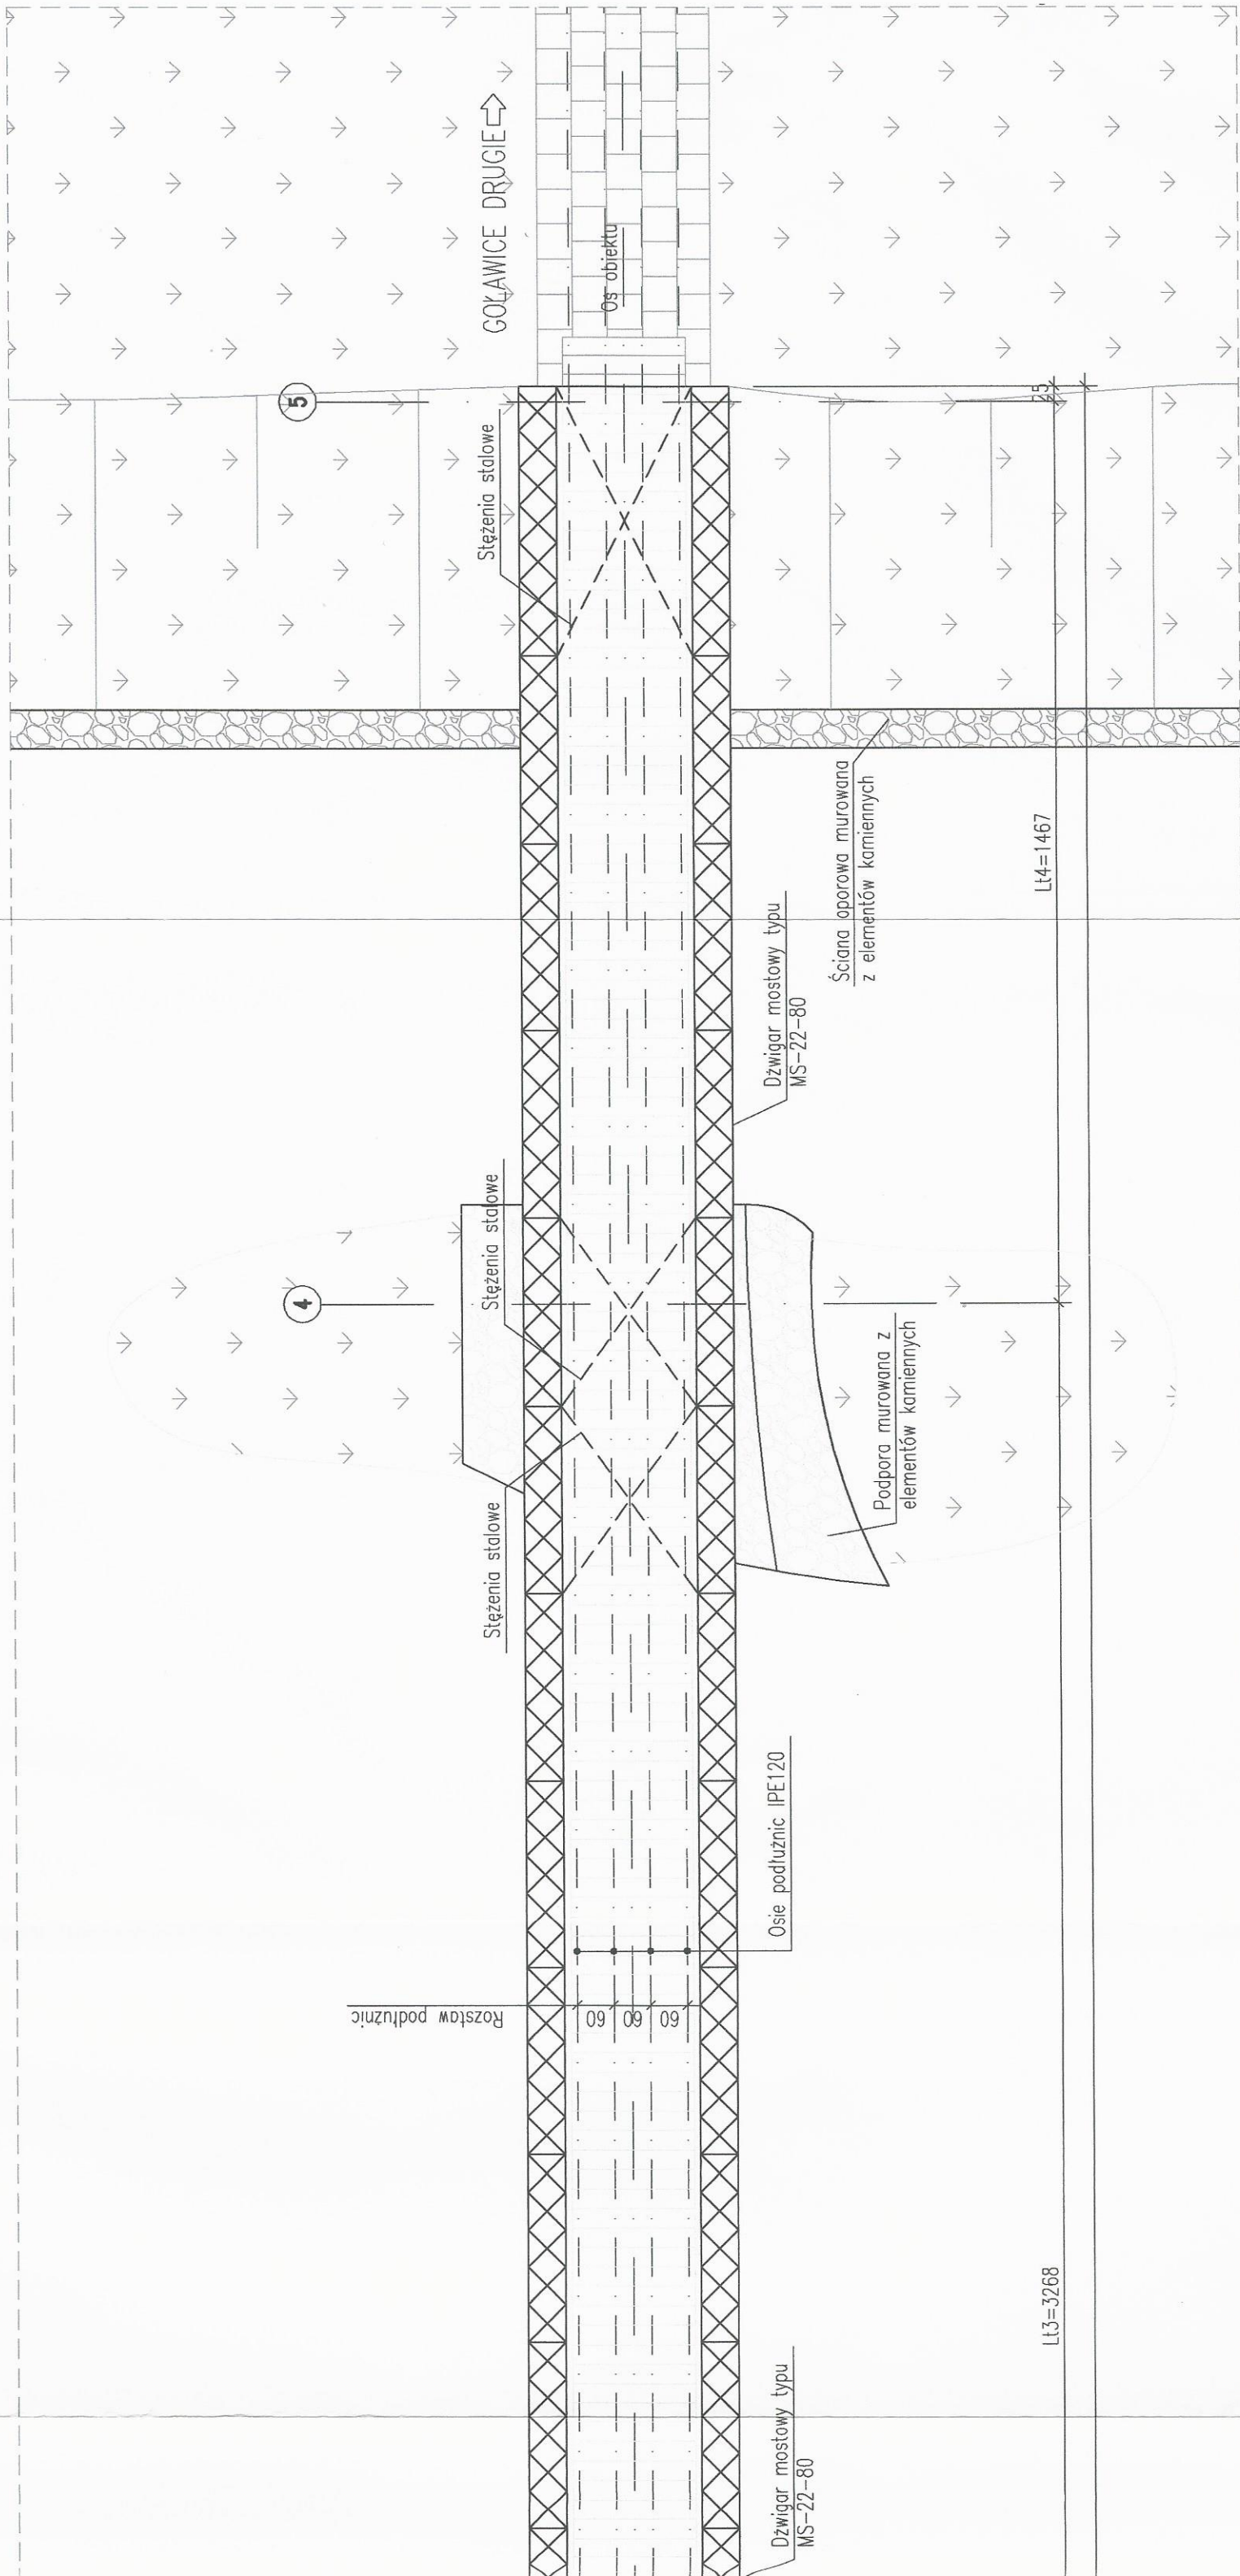 GOŁAWICE DRUGIE
Oś obiektu
5
25
Stężenia stalowe
Ściana oporowa murowana
z elementów kamiennych
Lt4=1467
Dźwigar mostowy typu
MS-22-80
Stężenia stalowe
4
Podpora murowana z
elementów kamiennych
Stężenia stalowe
Osie podłużnic IPE120
Rozstaw podłużnic
60
60
60
Lt3=3268
Dźwigar mostowy typu
MS-22-80